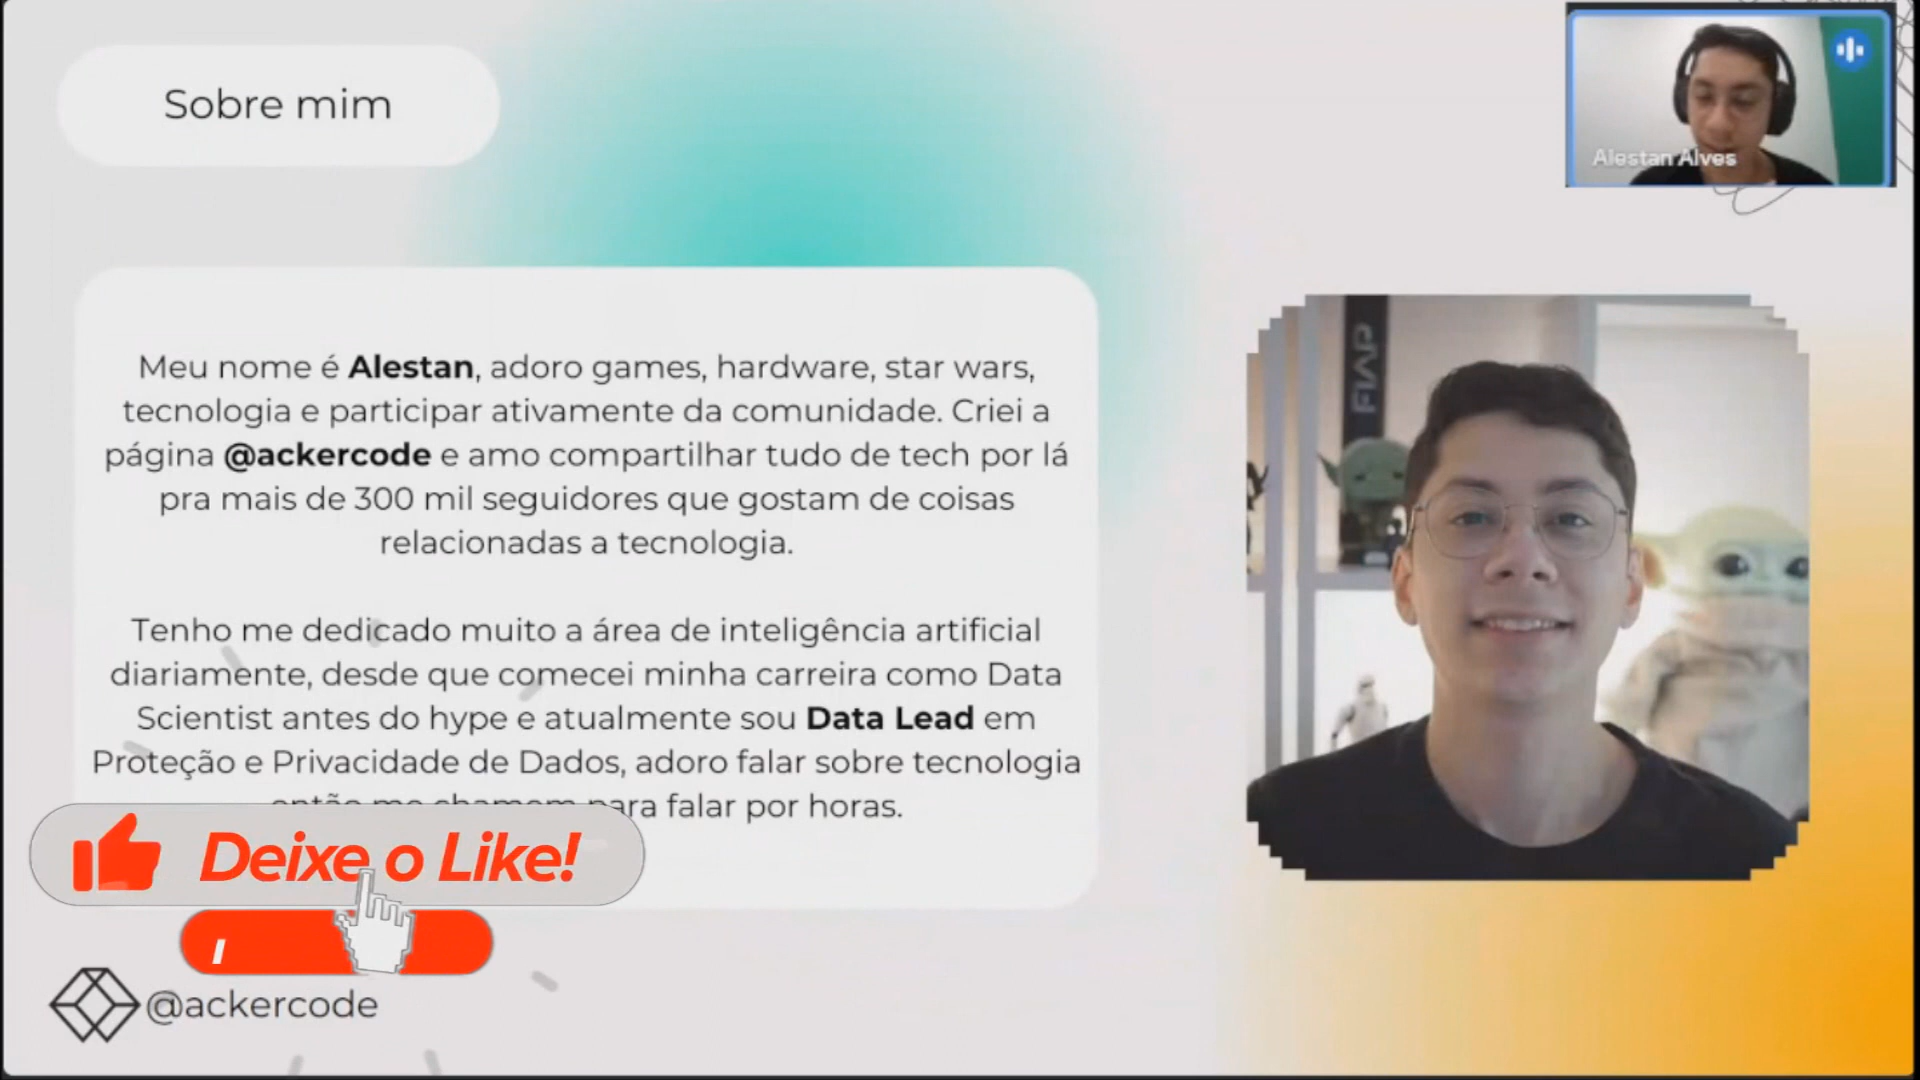 Sobre mim
Alestan Alves
Meu nome é Alestan, adoro games, hardware, star wars,
tecnologia e participar ativamente da comunidade. Criei a
página @ackercode e amo compartilhar tudo de tech por lá
pra mais de 300 mil seguidores que gostam de coisas
relacionadas a tecnologia.
Tenho me dedicado muito a área de inteligência artificial
diariamente, desde que comecei minha carreira como Data
Scientist antes do hype e atualmente sou Data Lead em
Proteção e Privacidade de Dados, adoro falar sobre tecnologia
então me chamem para falar por horas.
FIAP
Deixe o Like!
I
@ackercode